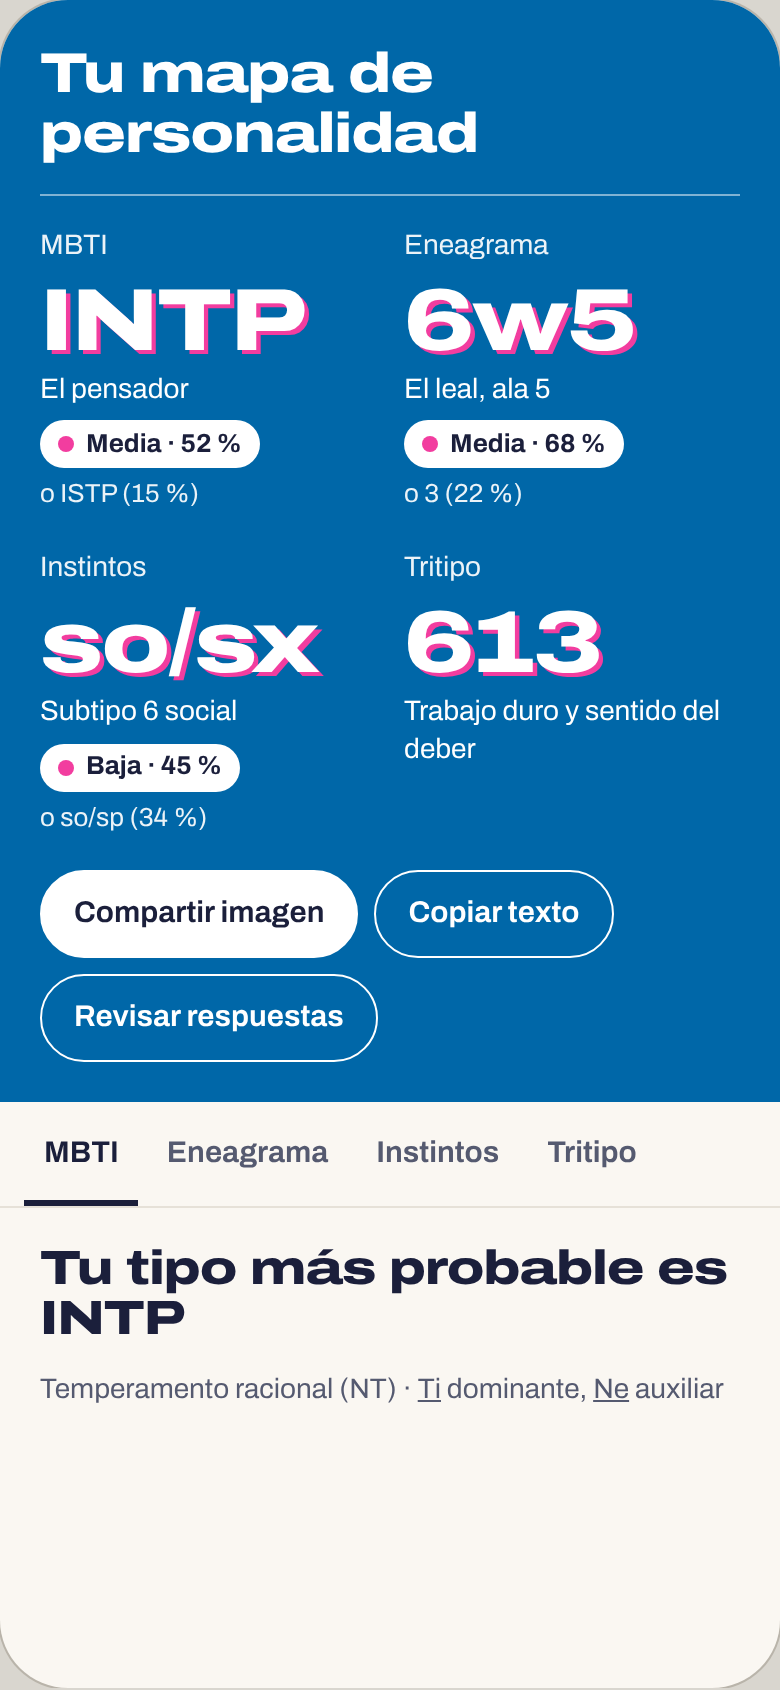 Tu mapa de
personalidad
MBTI
INTP
El pensador
Media · 52 %
o ISTP (15 %)
Eneagrama
6w5
El leal, ala 5
Media · 68 %
o 3 (22 %)
Instintos
so/sx
Subtipo 6 social
Baja · 45 %
o so/sp (34 %)
Tritipo
613
Trabajo duro y sentido del
deber
Compartir imagen
Copiar texto
Revisar respuestas
MBTI
Eneagrama
Instintos
Tritipo
Tu tipo más probable es
INTP
Temperamento racional (NT) · Ti dominante, Ne auxiliar